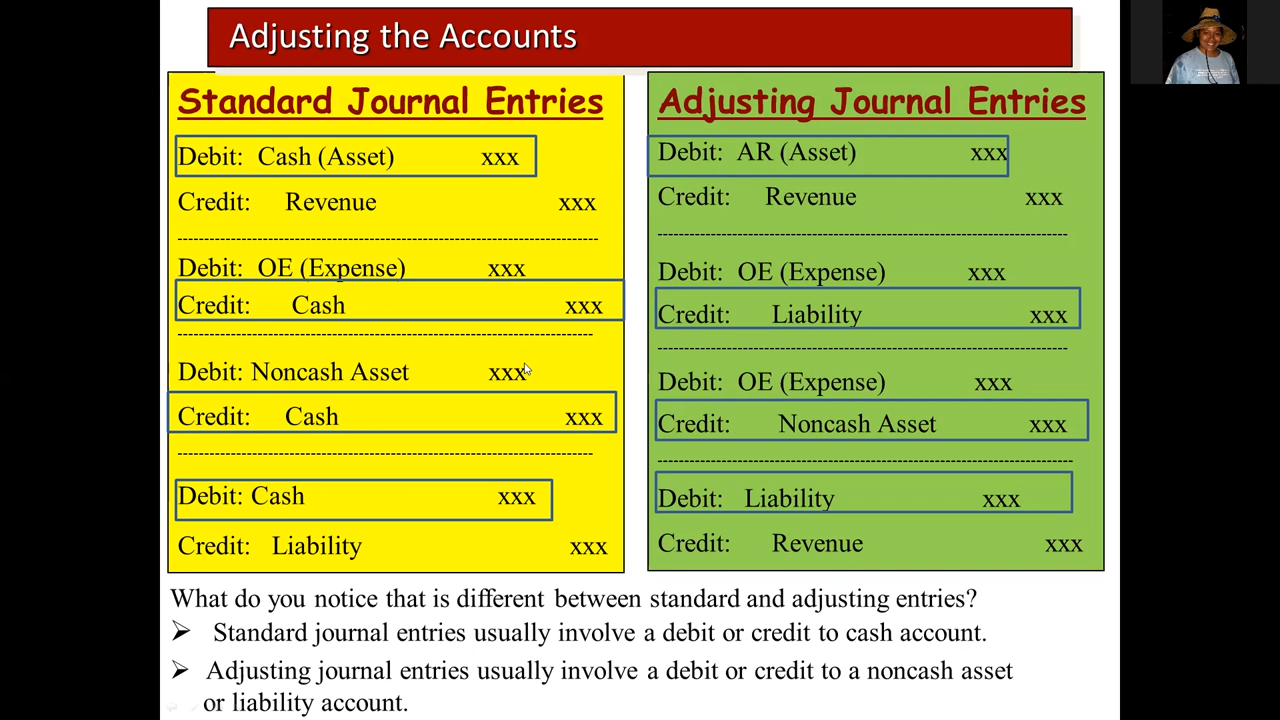 Adjusting the Accounts
Standard Journal Entries
Debit: Cash (Asset) xxx
Credit: Revenue xxx
--------------------------------------------------------------------------------
Debit: OE (Expense) xxx
Credit: Cash xxx
-------------------------------------------------------------------------------
Debit: Noncash Asset xxx
Credit: Cash xxx
-------------------------------------------------------------------------------
Debit: Cash xxx
Credit: Liability xxx
Adjusting Journal Entries
Debit: AR (Asset) xxx
Credit: Revenue xxx
------------------------------------------------------------------------------
Debit: OE (Expense) xxx
Credit: Liability xxx
------------------------------------------------------------------------------
Debit: OE (Expense) xxx
Credit: Noncash Asset xxx
-------------------------------------------------------------------------------
Debit: Liability xxx
Credit: Revenue xxx
What do you notice that is different between standard and adjusting entries?
➢ Standard journal entries usually involve a debit or credit to cash account.
➢ Adjusting journal entries usually involve a debit or credit to a noncash asset
or liability account.